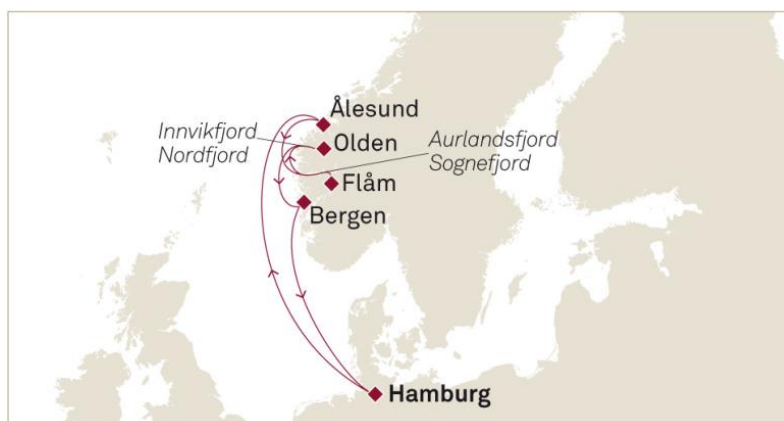 Ålesund
Innvikfjord
Nordfjord
Olden
Aurlandsfjord
Sognefjord
Flåm
Bergen
Hamburg